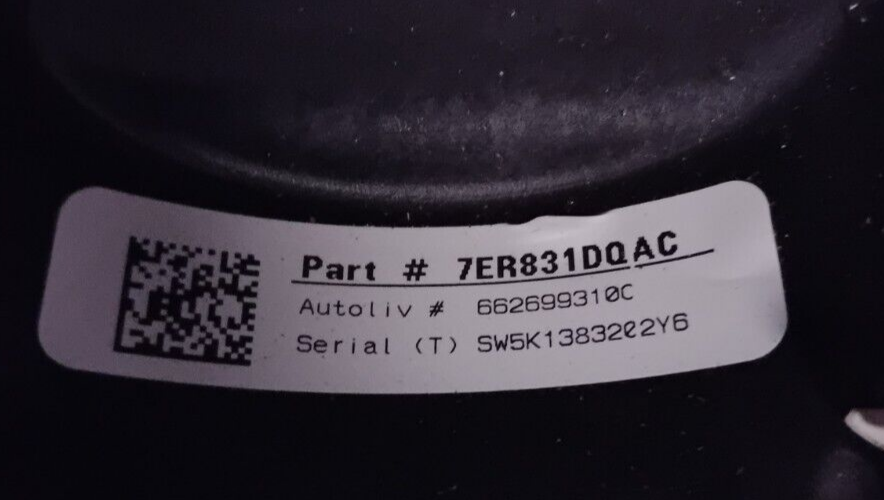 Part # 7ER831DQAC
Autoliv # 662699310C
Serial (T) SW5K1383202Y6